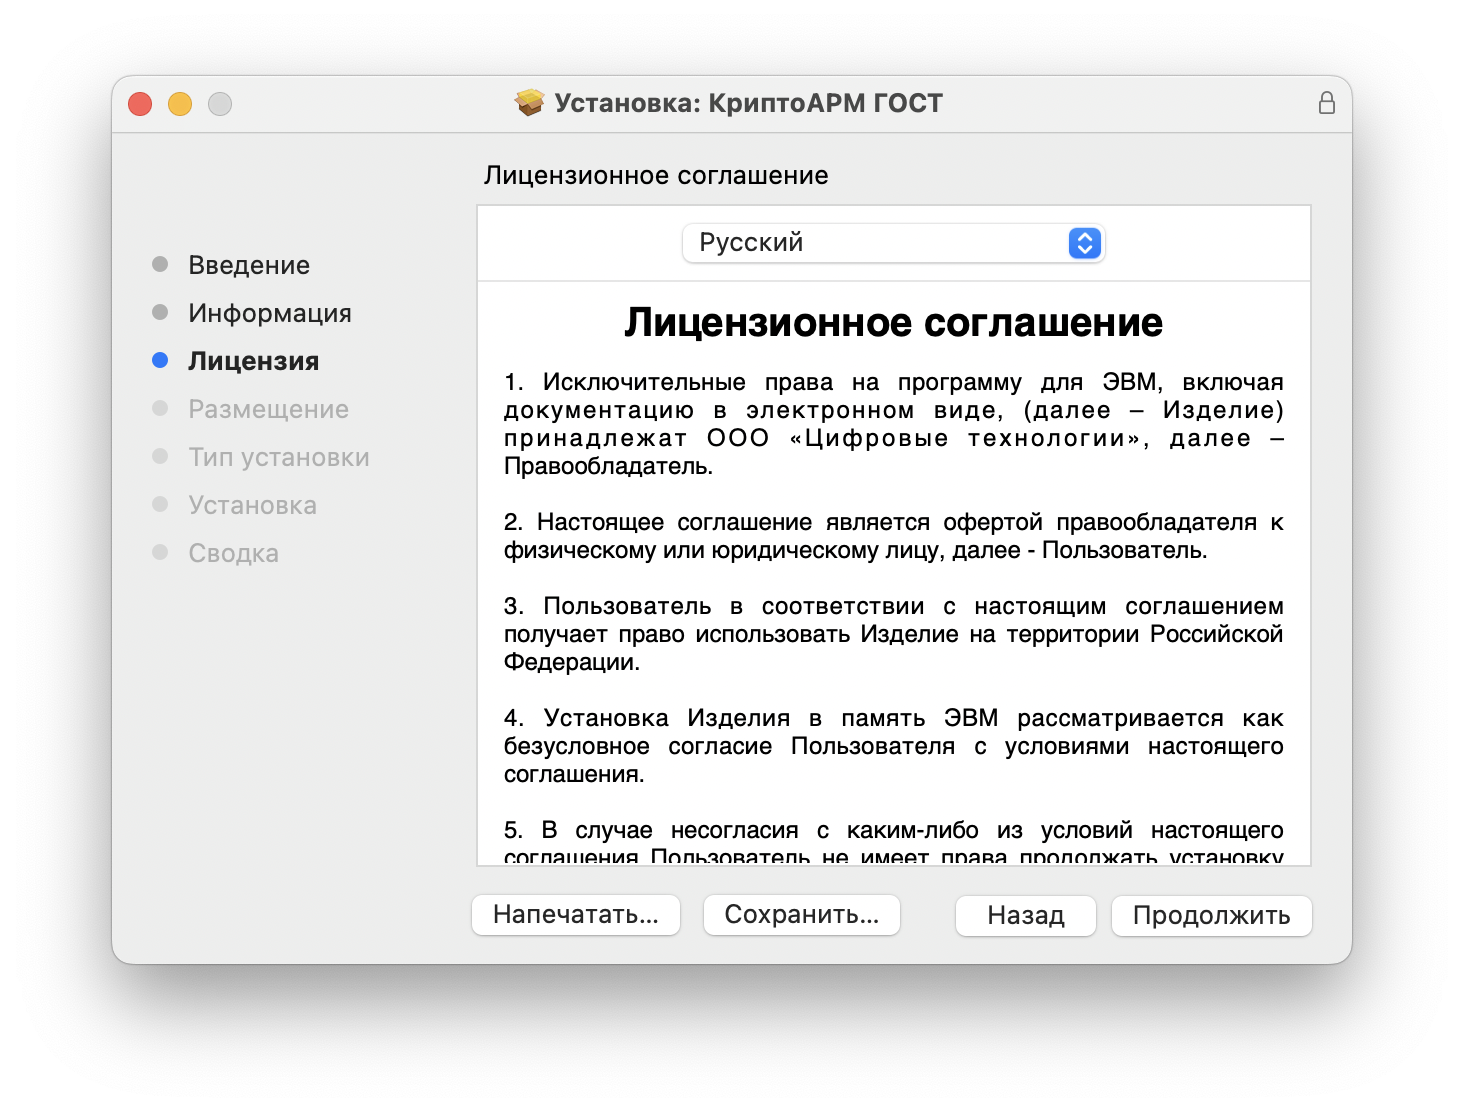 Установка: КриптоАРМ ГОСТ
Лицензионное соглашение
Введение
Информация
Лицензия
Размещение
Тип установки
Установка
Сводка
Русский
Лицензионное соглашение
1. Исключительные права на программу для ЭВМ, включая
документацию в электронном виде, (далее – Изделие)
принадлежат ООО «Цифровые технологии», далее –
Правообладатель.
2. Настоящее соглашение является офертой правообладателя к
физическому или юридическому лицу, далее - Пользователь.
3. Пользователь в соответствии с настоящим соглашением
получает право использовать Изделие на территории Российской
Федерации.
4. Установка Изделия в память ЭВМ рассматривается как
безусловное согласие Пользователя с условиями настоящего
соглашения.
5. В случае несогласия с каким-либо из условий настоящего
соглашения Пользователь не имеет права продолжать установку
Напечатать...
Сохранить...
Назад
Продолжить